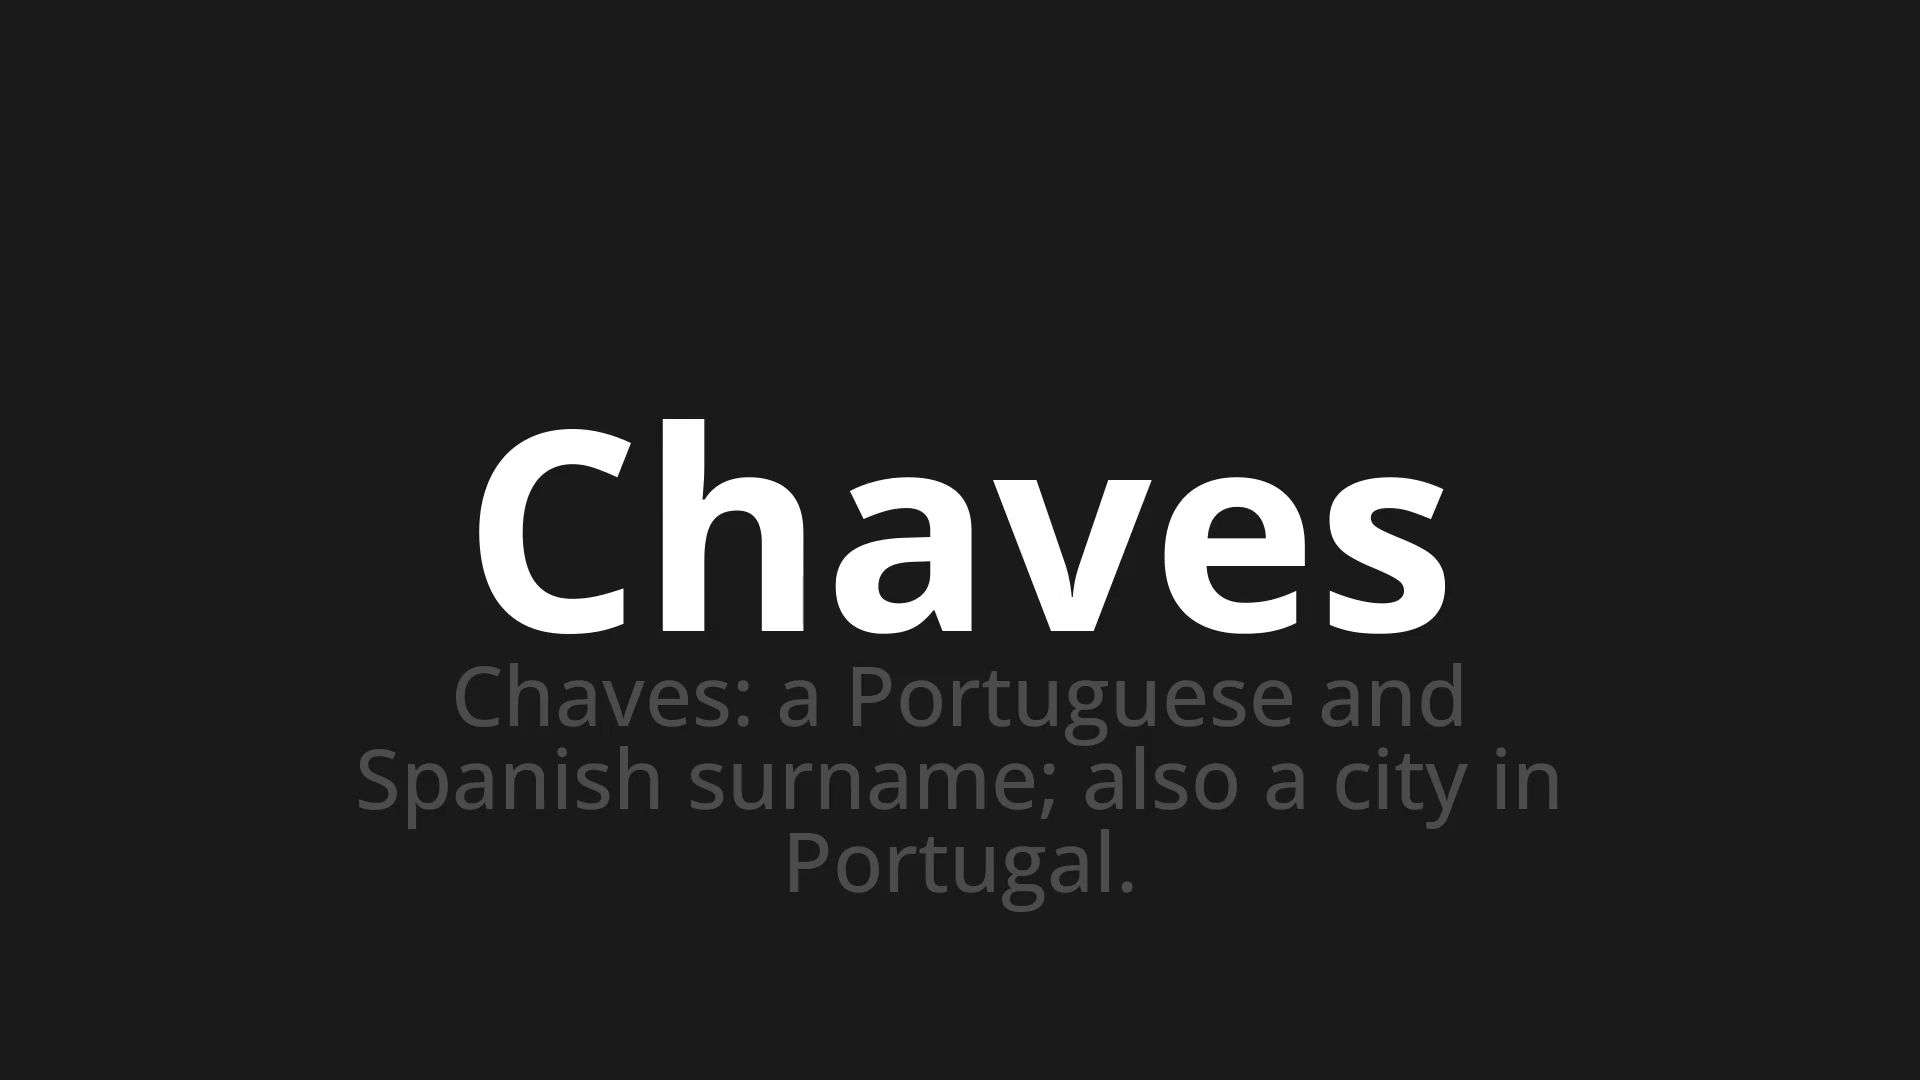 Chaves
Chaves: a Portuguese and
Spanish surname; also a city in
Portugal.